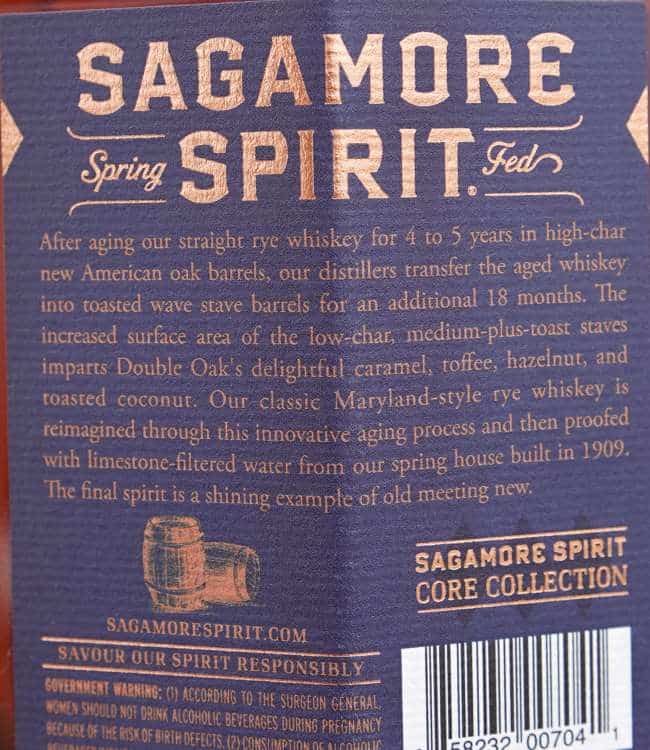 SAGAMORE
Spring SPIRIT. Fed
After aging our straight rye whiskey for 4 to 5 years in high-char
new American oak barrels, our distillers transfer the aged whiskey
into toasted wave stave barrels for an additional 18 months. The
increased surface area of the low-char, medium-plus-toast staves
imparts Double Oak's delightful caramel, toffee, hazelnut, and
toasted coconut. Our classic Maryland-style rye whiskey is
reimagined through this innovative aging process and then proofed
with limestone-filtered water from our spring house built in 1909.
The final spirit is a shining example of old meeting new.
SAGAMORE SPIRIT
CORE COLLECTION
SAGAMORESPIRIT.COM
SAVOUR OUR SPIRIT RESPONSIBLY
GOVERNMENT WARNING: (1) ACCORDING TO THE SURGEON GENERAL,
WOMEN SHOULD NOT DRINK ALCOHOLIC BEVERAGES DURING PREGNANCY
BECAUSE OF THE RISK OF BIRTH DEFECTS. (2) CONSUMPTION OF ALCOHOLIC
58232 00704 1